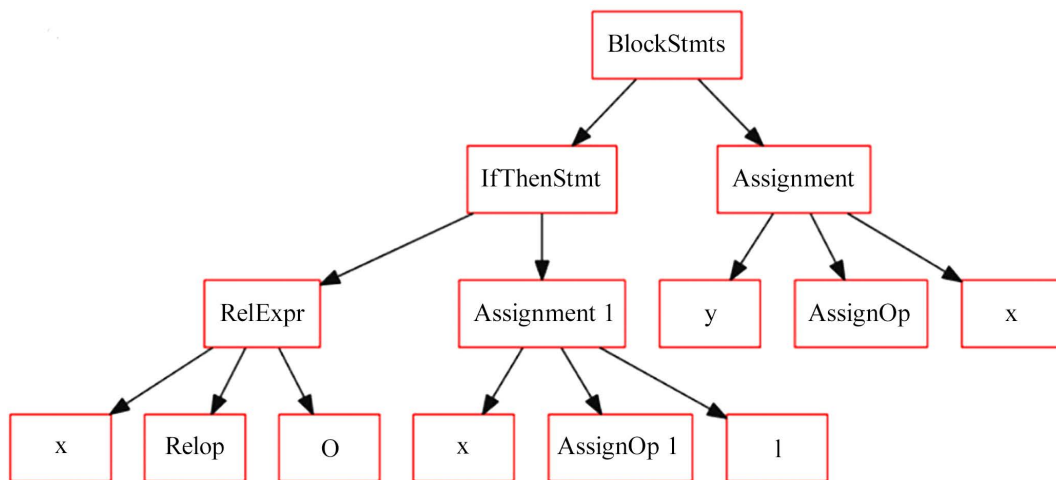 BlockStmts
IfThenStmt
Assignment
RelExpr
Assignment 1
y
AssignOp
x
x
Relop
O
x
AssignOp 1
l